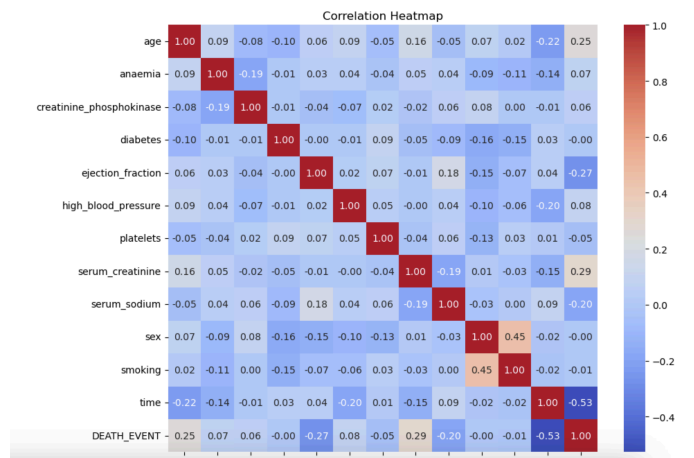 Correlation Heatmap
age 1.00 0.09 -0.08 -0.10 0.06 0.09 -0.05 0.16 -0.05 0.07 0.02 -0.22 0.25
anaemia 0.09 1.00 -0.19 -0.01 0.03 0.04 -0.04 0.05 0.04 -0.09 -0.11 -0.14 0.07
creatinine_phosphokinase -0.08 -0.19 1.00 -0.01 -0.04 -0.07 0.02 -0.02 0.06 0.08 0.00 -0.01 0.06
diabetes -0.10 -0.01 -0.01 1.00 -0.00 -0.01 0.09 -0.05 -0.09 -0.16 -0.15 0.03 -0.00
ejection_fraction 0.06 0.03 -0.04 -0.00 1.00 0.02 0.07 -0.01 0.18 -0.15 -0.07 0.04 -0.27
high_blood_pressure 0.09 0.04 -0.07 -0.01 0.02 1.00 0.05 -0.00 0.04 -0.10 -0.06 -0.20 0.08
platelets -0.05 -0.04 0.02 0.09 0.07 0.05 1.00 -0.04 0.06 -0.13 0.03 0.01 -0.05
serum_creatinine 0.16 0.05 -0.02 -0.05 -0.01 -0.00 -0.04 1.00 -0.19 0.01 -0.03 -0.15 0.29
serum_sodium -0.05 0.04 0.06 -0.09 0.18 0.04 0.06 -0.19 1.00 -0.03 0.00 0.09 -0.20
sex 0.07 -0.09 0.08 -0.16 -0.15 -0.10 -0.13 0.01 -0.03 1.00 0.45 -0.02 -0.00
smoking 0.02 -0.11 0.00 -0.15 -0.07 -0.06 0.03 -0.03 0.00 0.45 1.00 -0.02 -0.01
time -0.22 -0.14 -0.01 0.03 0.04 -0.20 0.01 -0.15 0.09 -0.02 -0.02 1.00 -0.53
DEATH_EVENT 0.25 0.07 0.06 -0.00 -0.27 0.08 -0.05 0.29 -0.20 -0.00 -0.01 -0.53 1.00
1.0
0.8
0.6
0.4
0.2
0.0
−0.2
−0.4